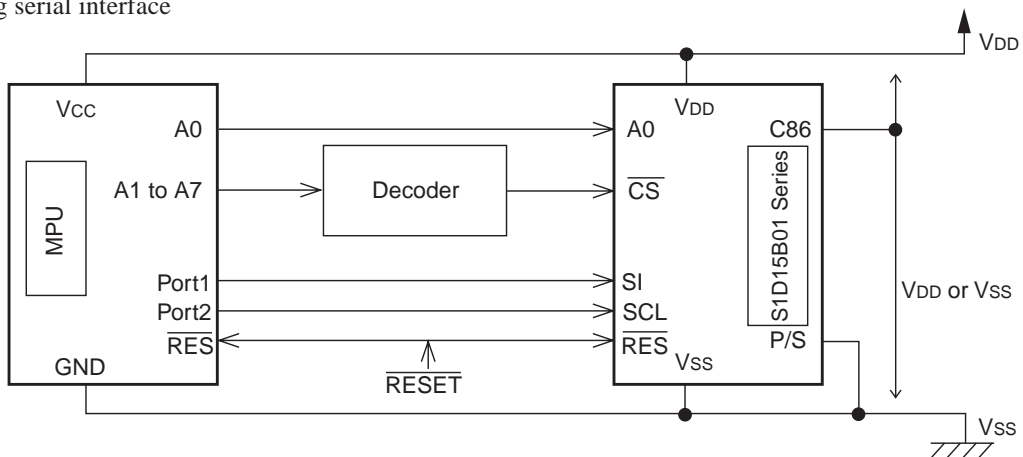 g serial interface
VDD
VCC
VDD
A0
A0
C86
A1 to A7
Decoder
CS
MPU
S1D15B01 Series
Port1
SI
VDD or VSS
Port2
SCL
RES
RES
P/S
RESET
GND
VSS
VSS